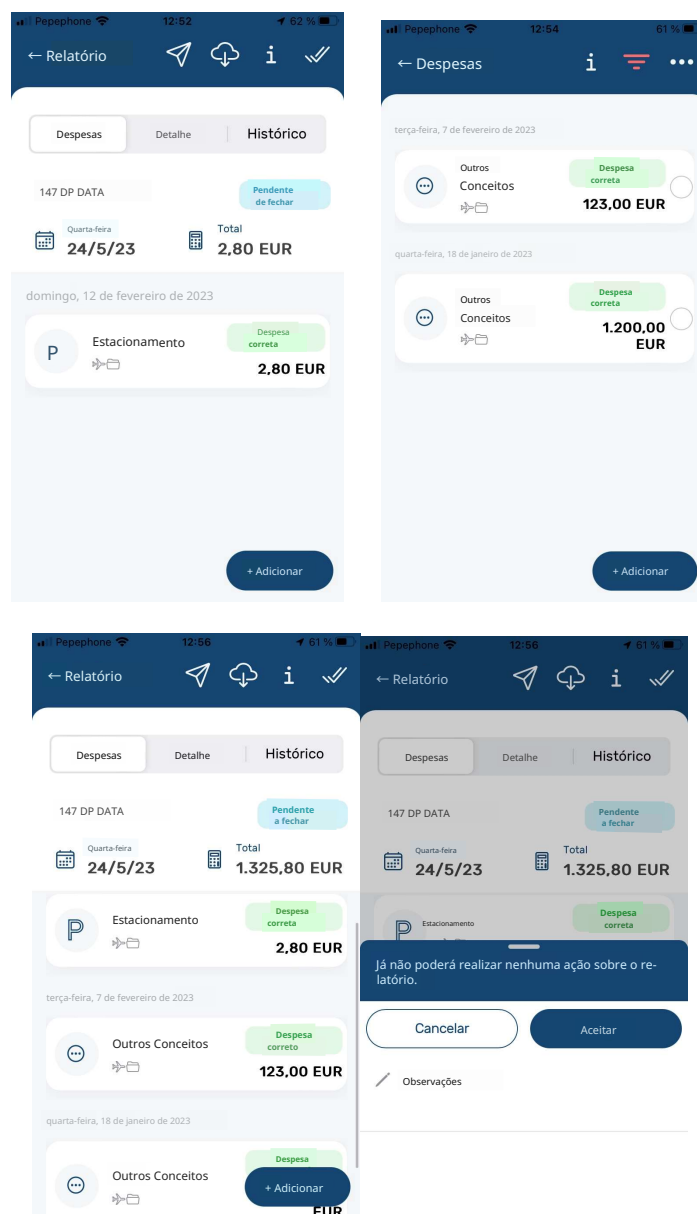 Pepephone 12:52 62 %
← Relatório i
Despesas Detalhe Histórico
147 DP DATA Pendente
de fechar
Quarta-feira Total
24/5/23 2,80 EUR
domingo, 12 de fevereiro de 2023
P Estacionamento Despesa
correta
2,80 EUR
+ Adicionar
Pepephone 12:54 61 %
← Despesas i
terça-feira, 7 de fevereiro de 2023
Outros Despesa
Conceitos correta
123,00 EUR
quarta-feira, 18 de janeiro de 2023
Outros Despesa
Conceitos correta
1.200,00
EUR
+ Adicionar
Pepephone 12:56 61 %
← Relatório i
Despesas Detalhe Histórico
147 DP DATA Pendente
a fechar
Quarta-feira Total
24/5/23 1.325,80 EUR
P Estacionamento Despesa
correta
2,80 EUR
terça-feira, 7 de fevereiro de 2023
Outros Conceitos Despesa
correto
123,00 EUR
quarta-feira, 18 de janeiro de 2023
Outros Conceitos Despesa
+ Adicionar
EUR
Pepephone 12:56 61 %
← Relatório i
Despesas Detalhe Histórico
147 DP DATA Pendente
a fechar
Quarta-feira Total
24/5/23 1.325,80 EUR
P Estacionamento Despesa
correta
Já não poderá realizar nenhuma ação sobre o re-
latório.
Cancelar Aceitar
Observações